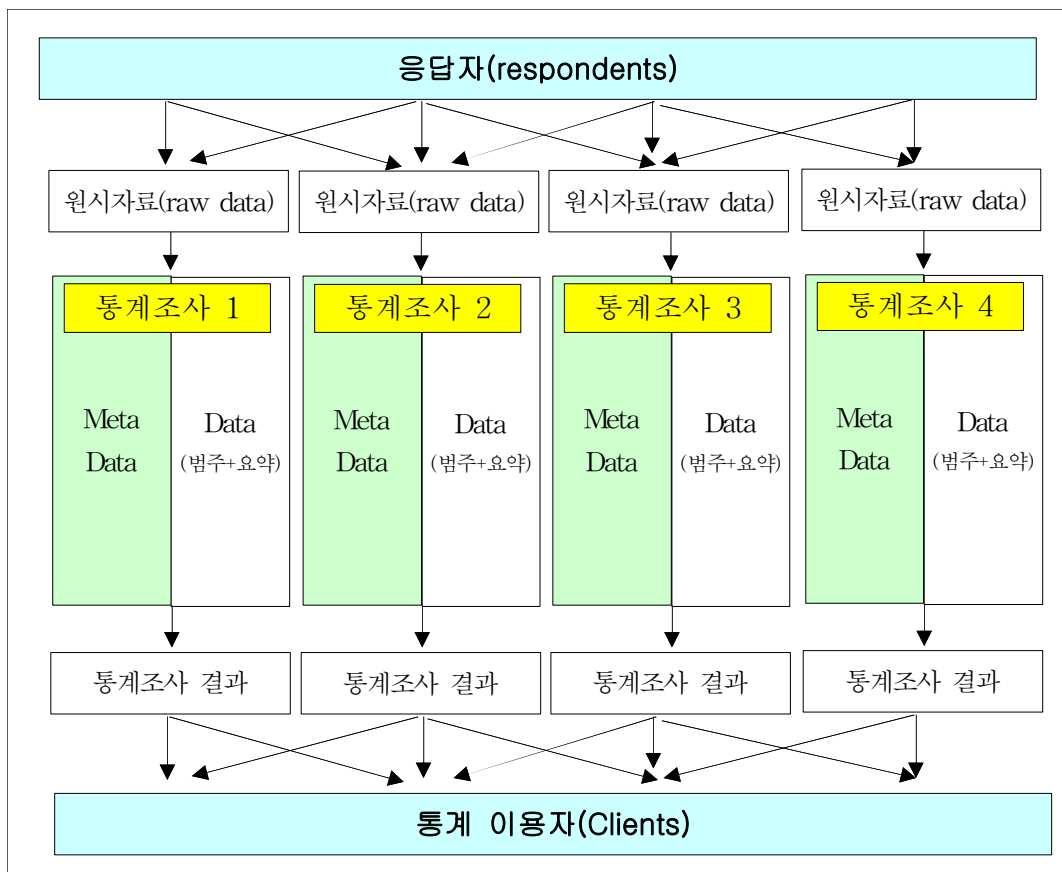 응답자(respondents)
원시자료(raw data) 원시자료(raw data) 원시자료(raw data) 원시자료(raw data)
통계조사 1 통계조사 2 통계조사 3 통계조사 4
Meta Data Meta Data Meta Data Meta Data
Data (범주+요약) Data (범주+요약) Data (범주+요약) Data (범주+요약)
통계조사 결과 통계조사 결과 통계조사 결과 통계조사 결과
통계 이용자(Clients)